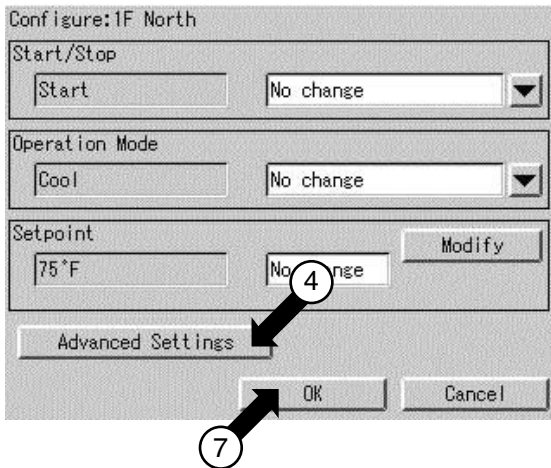 Configure:1F North
Start/Stop
Start No change
Operation Mode
Cool No change
Setpoint
Modify
75°F
4
Advanced Settings
OK Cancel
7